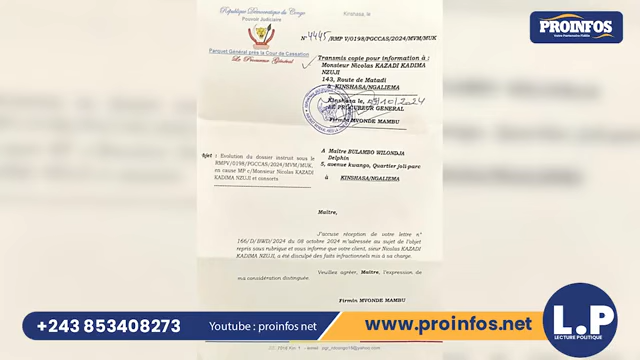 PROINFOS
République Démocratique du Congo
Kinshasa, le
Pouvoir Judiciaire
N° 4445/RMP V/0198/PGCCAS/2024/MVM/MUK
Parquet Général près la Cour de Cassation
Le Procureur Général
Transmis copie pour information à :
Monsieur Nicolas KAZADI KADIMA
NZUJI
143, Route de Matadi
à KINSHASA/NGALIEMA
Kinshasa le, 09/10/2024
LE PROCUREUR GENERAL
Firmin MVONDE MAMBU
A Maître BULAMBO WILONDJA
Delphin
5, avenue kwango, Quartier joli-parc
à KINSHASA/NGALIEMA
Objet : Evolution du dossier instruit sous le
RMPV/0198/PGCCAS/2024/MVM/MUK,
en cause MP c/Monsieur Nicolas KAZADI
KADIMA NZUJI et consorts
Maître,
J'accuse réception de votre lettre n°
166/D/BWD/2024 du 08 octobre 2024 m'adressée au sujet de l'objet
repris sous rubrique et vous informe que votre client, sieur Nicolas KAZADI
KADIMA NZUJI, a été disculpé des faits infractionnels mis à sa charge.
Veuillez agréer, Maître, l'expression de
ma considération distinguée.
Firmin MVONDE MAMBU
+243 853408273
Youtube : proinfos net
www.proinfos.net
L.P
LECTURE POLITIQUE